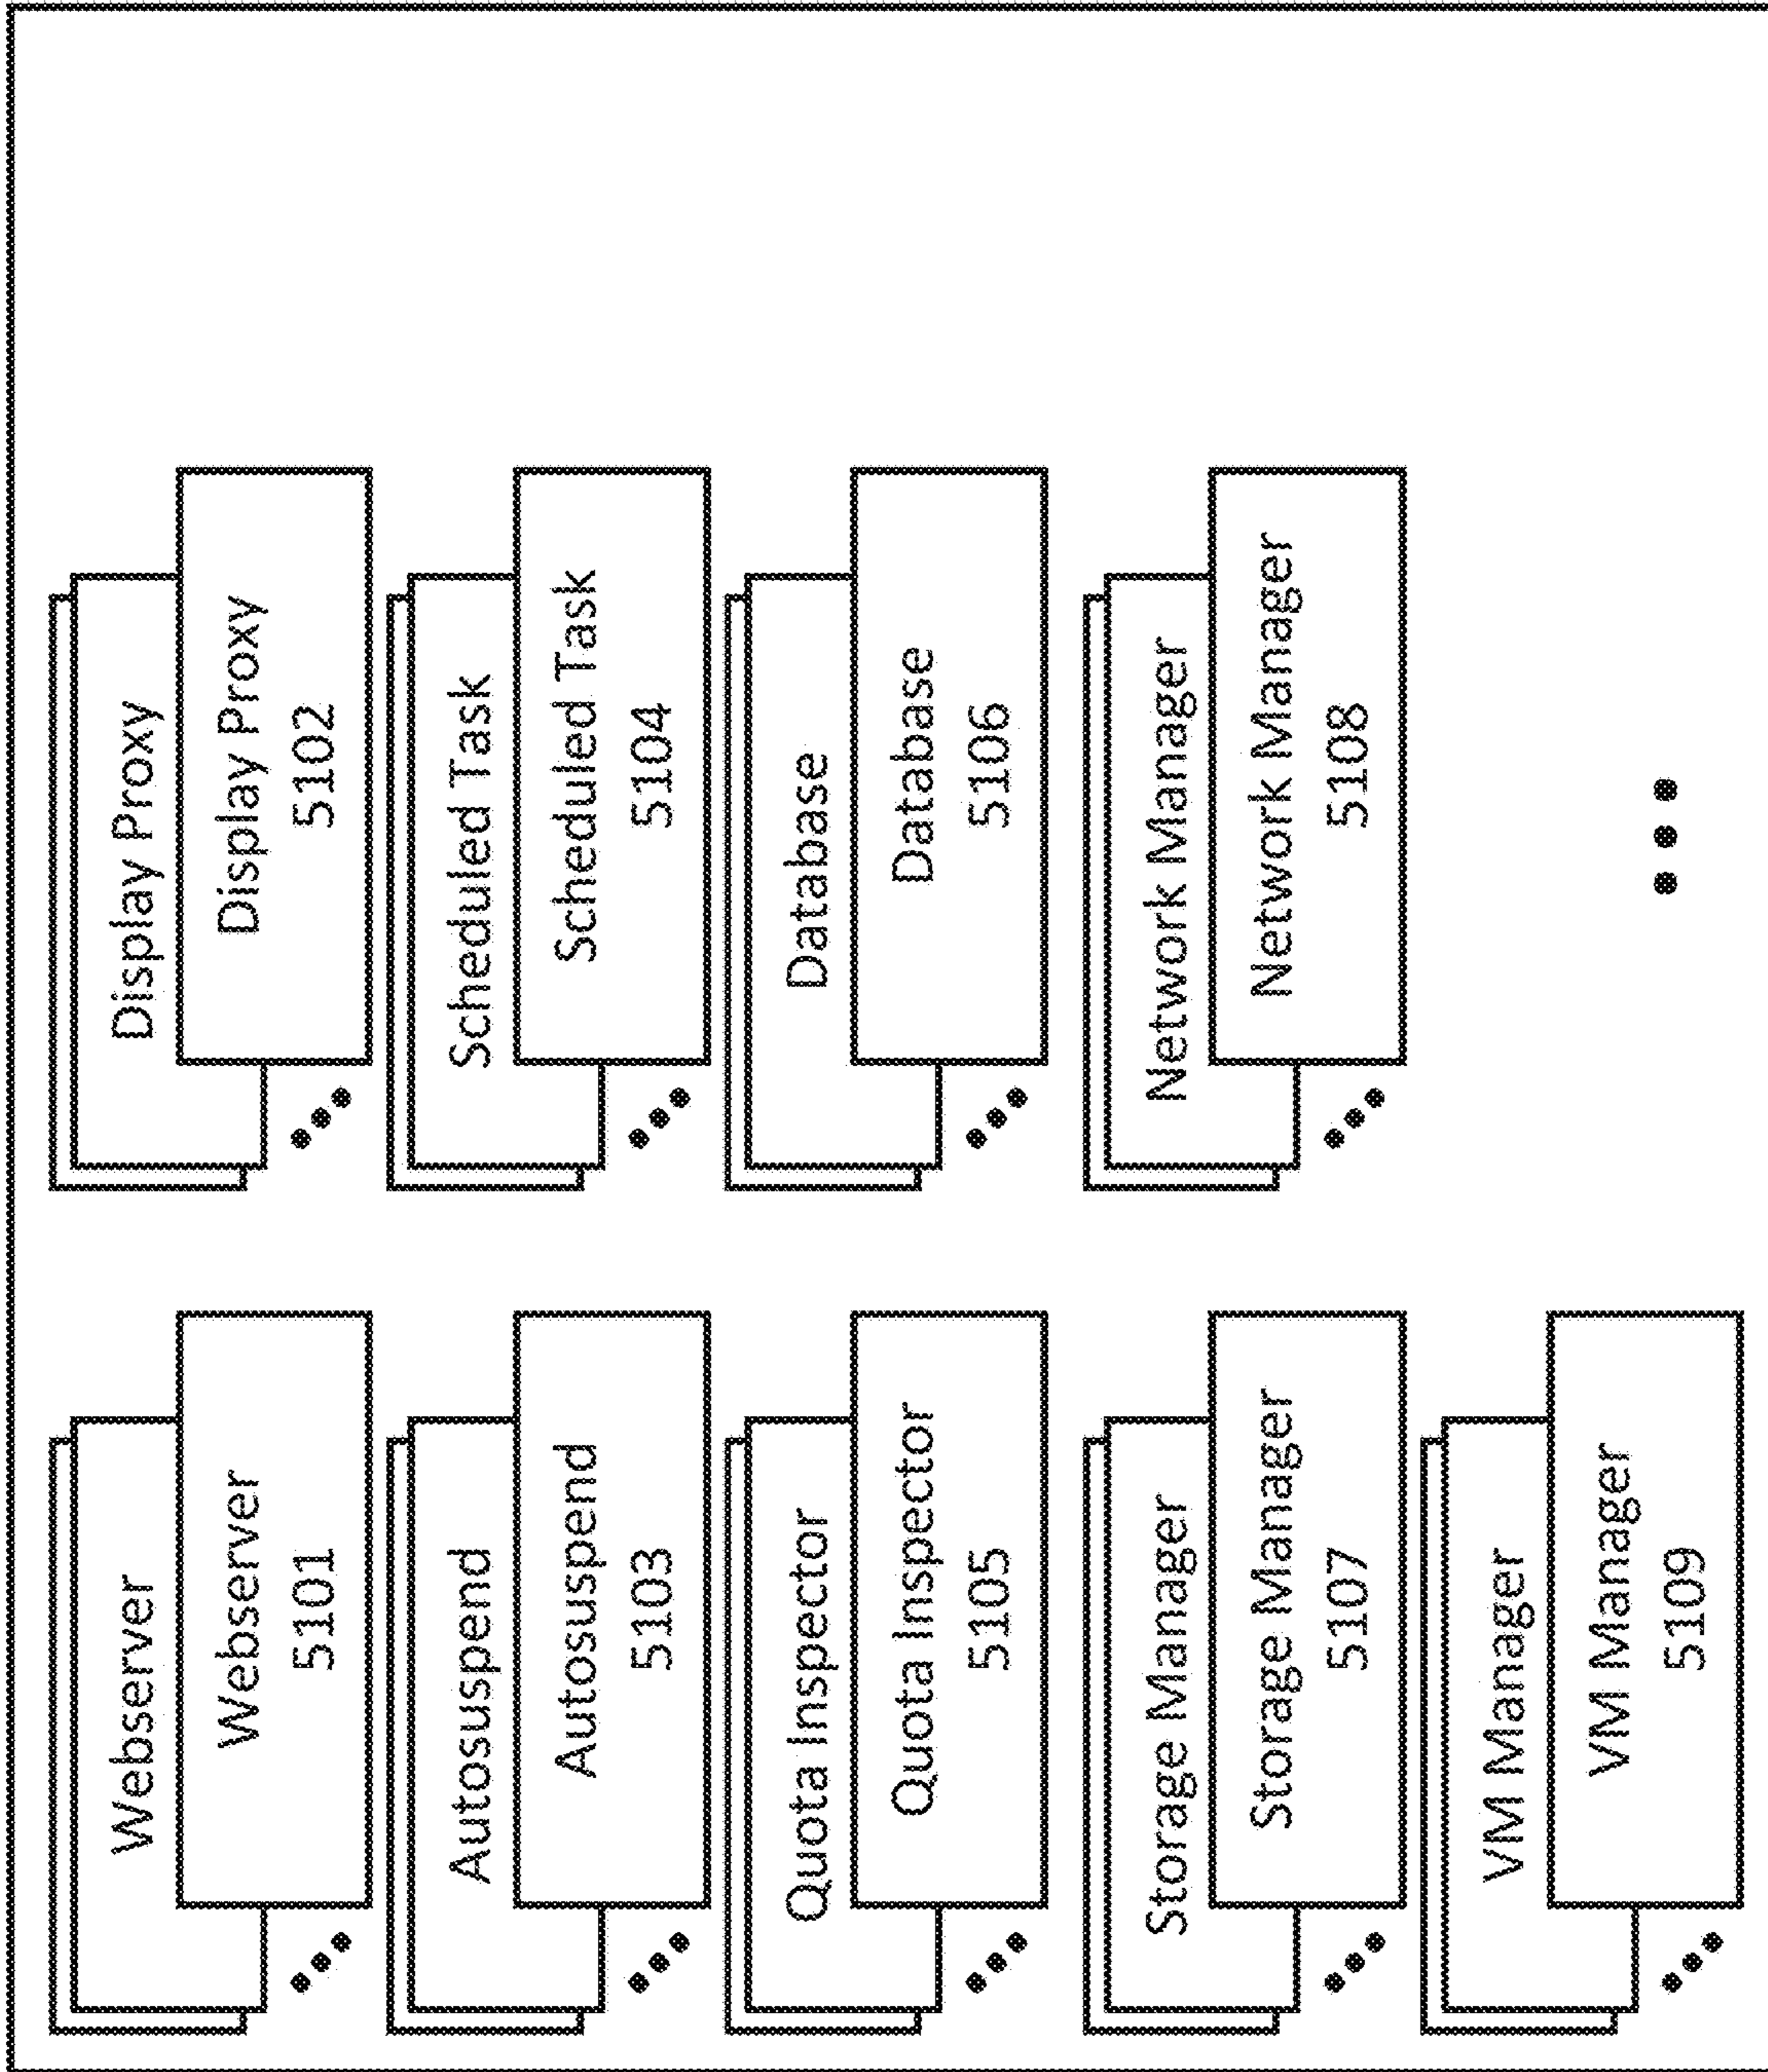 Webserver
Webserver
5101
Display Proxy
Display Proxy
5102
Autosuspend
Autosuspend
5103
Scheduled Task
Scheduled Task
5104
Quota Inspector
Quota Inspector
5105
Database
Database
5106
Storage Manager
Storage Manager
5107
Network Manager
Network Manager
5108
VM Manager
VM Manager
5109